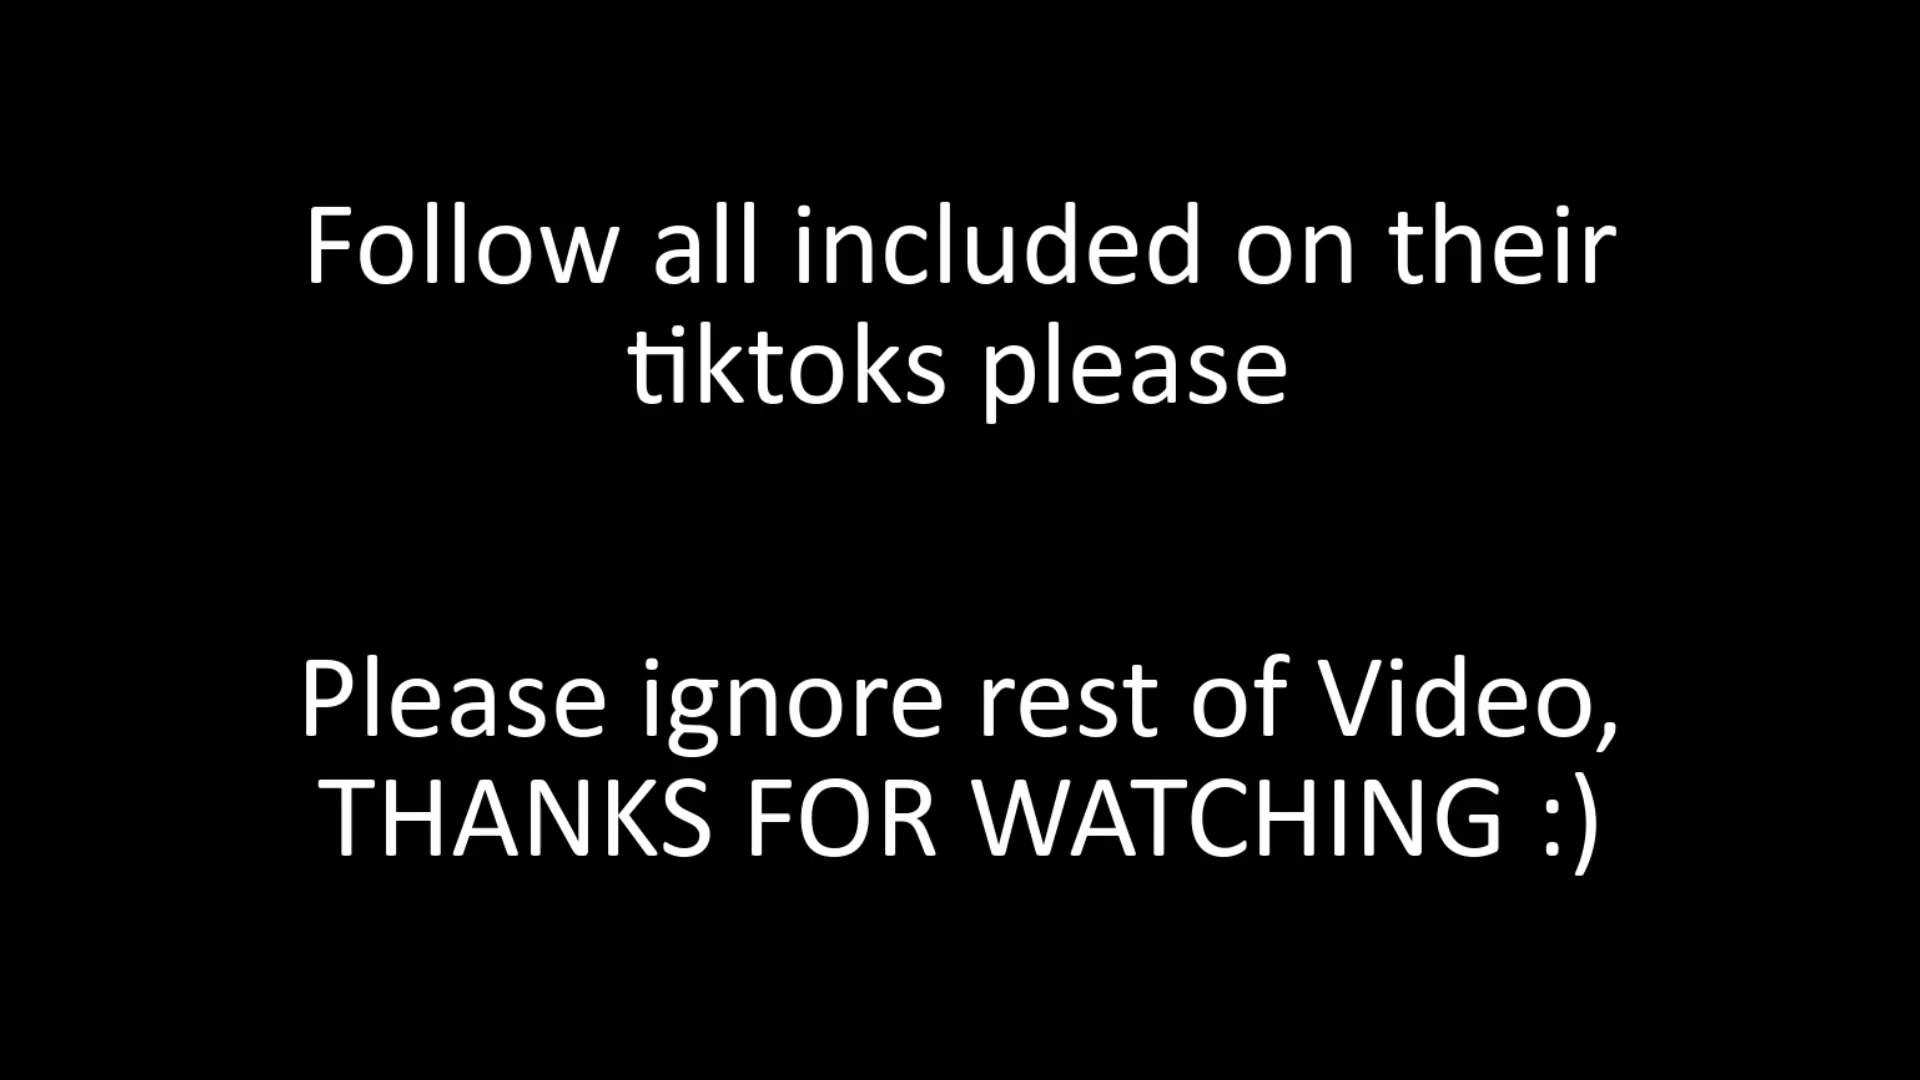 Follow all included on their
tiktoks please
Please ignore rest of Video,
THANKS FOR WATCHING :)